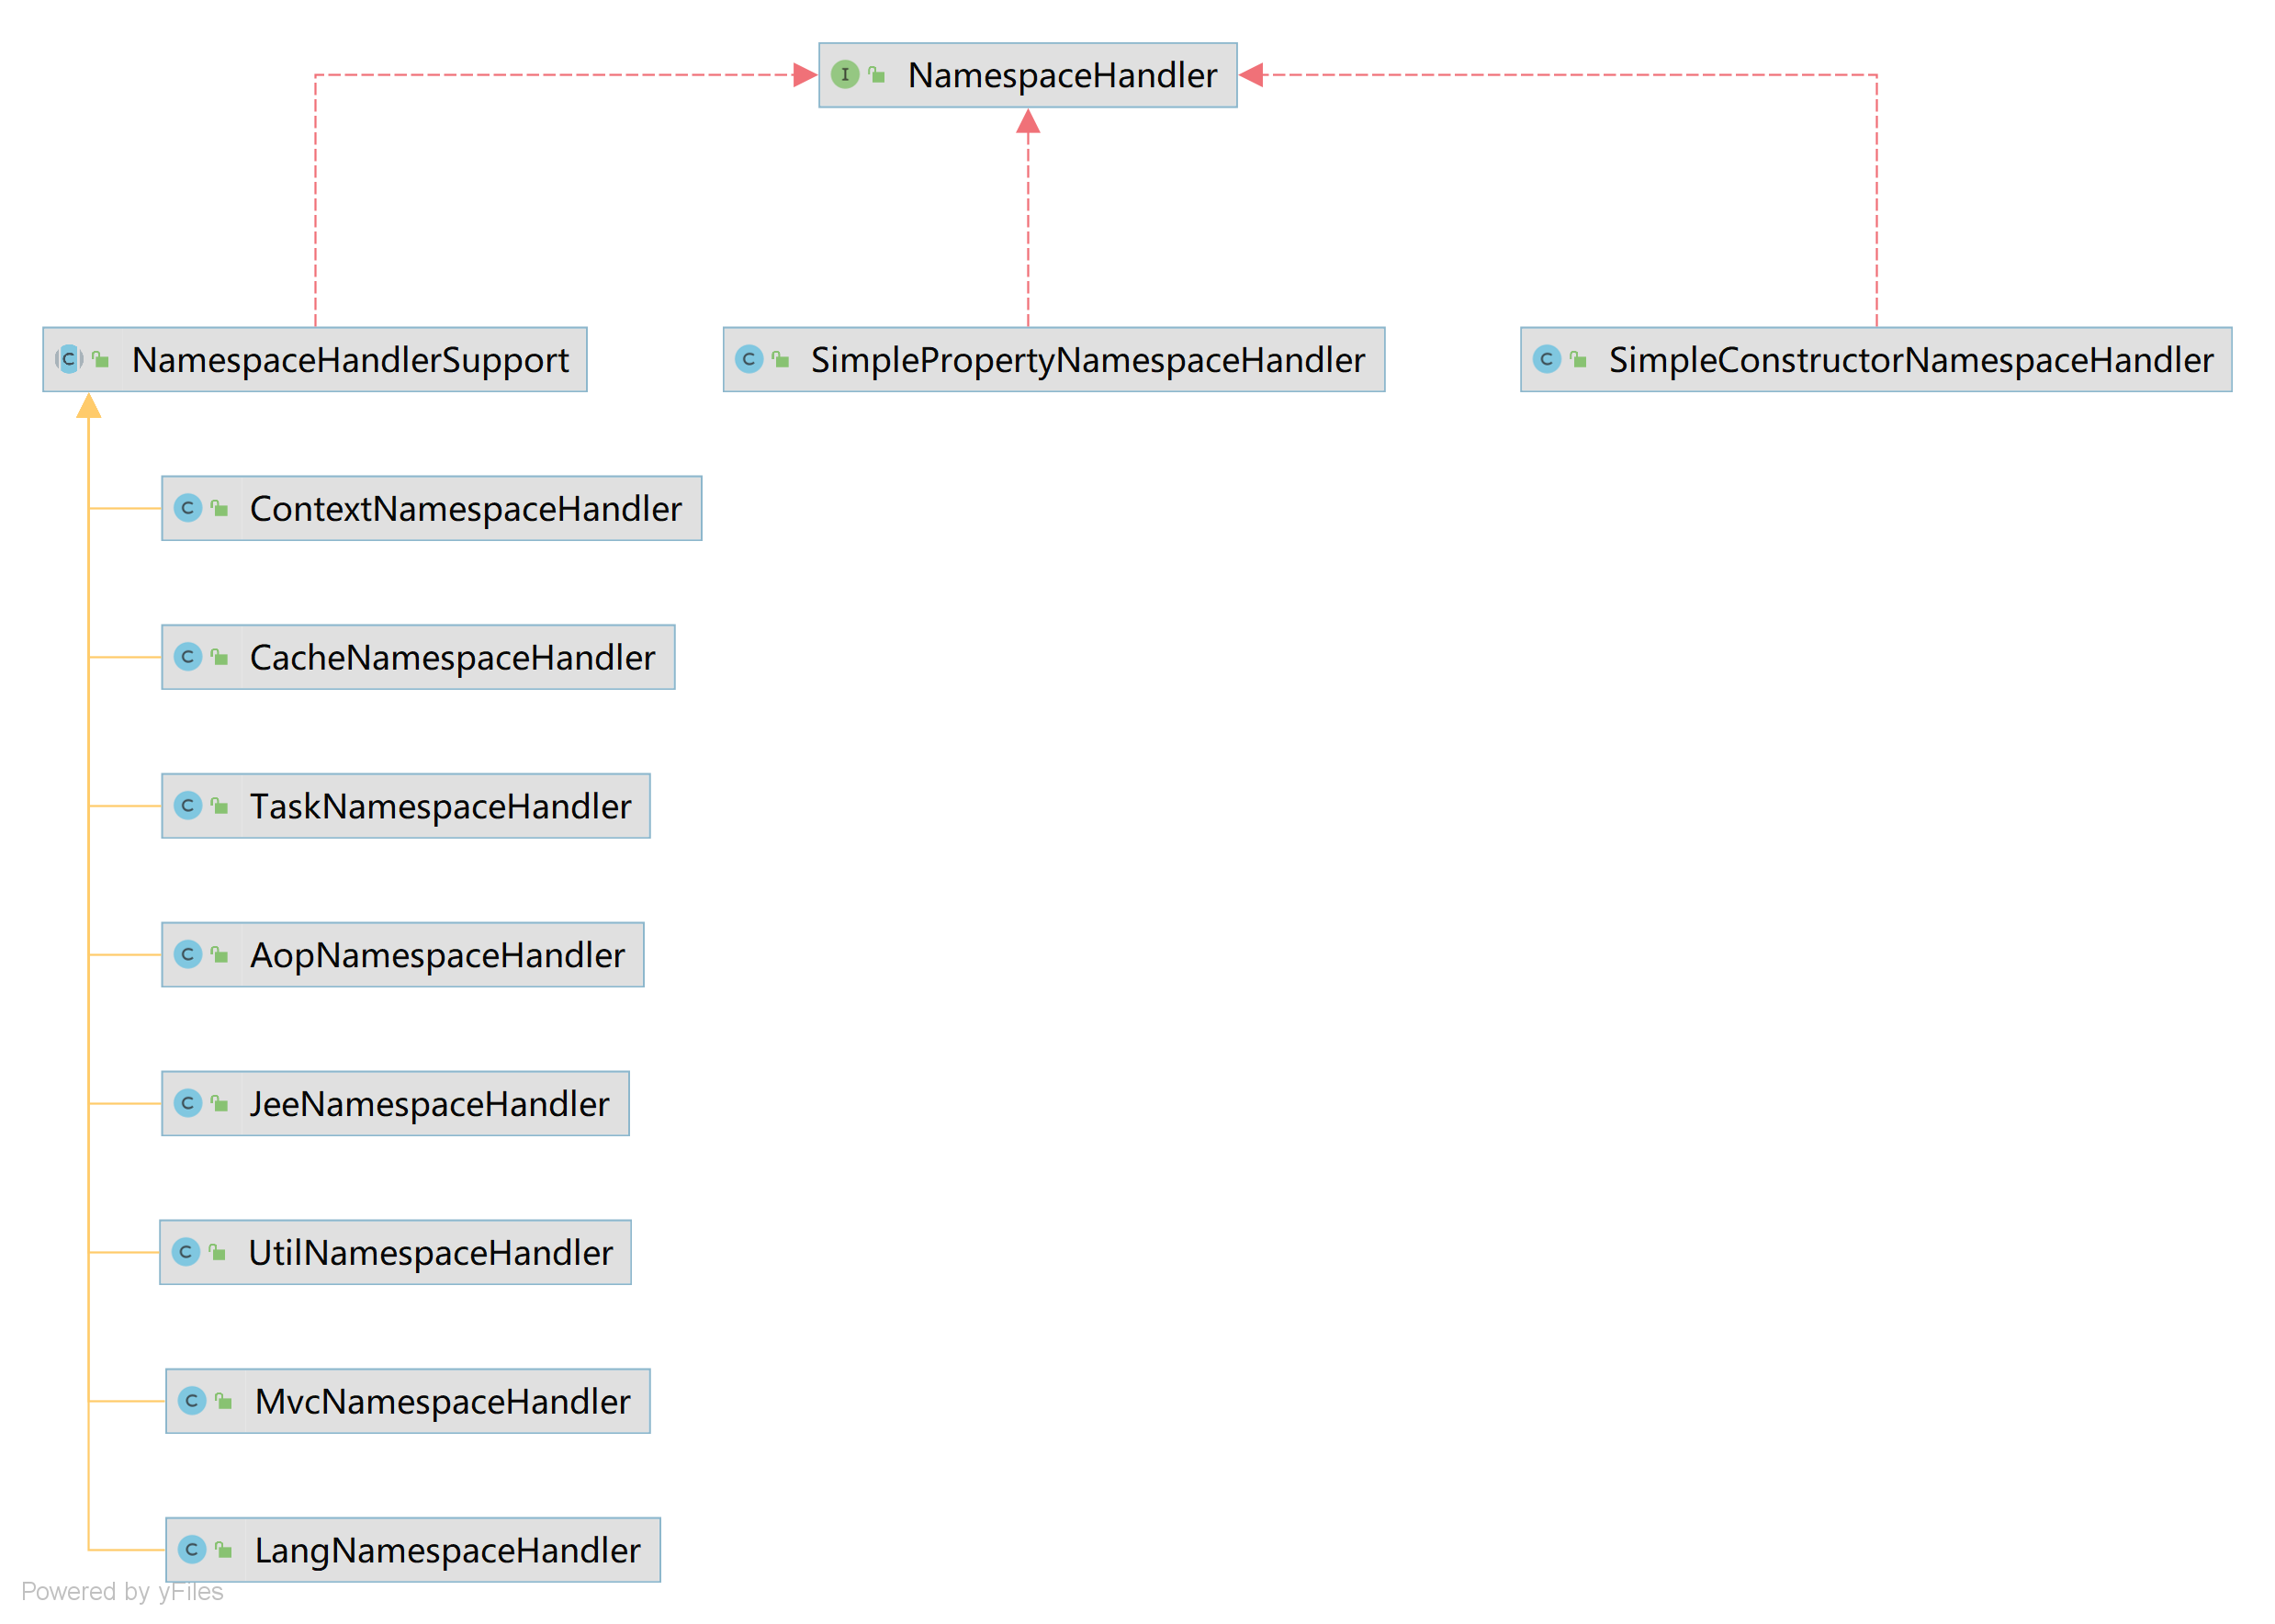 NamespaceHandler
NamespaceHandlerSupport
SimplePropertyNamespaceHandler
SimpleConstructorNamespaceHandler
ContextNamespaceHandler
CacheNamespaceHandler
TaskNamespaceHandler
AopNamespaceHandler
JeeNamespaceHandler
UtilNamespaceHandler
MvcNamespaceHandler
LangNamespaceHandler
Powered by yFiles